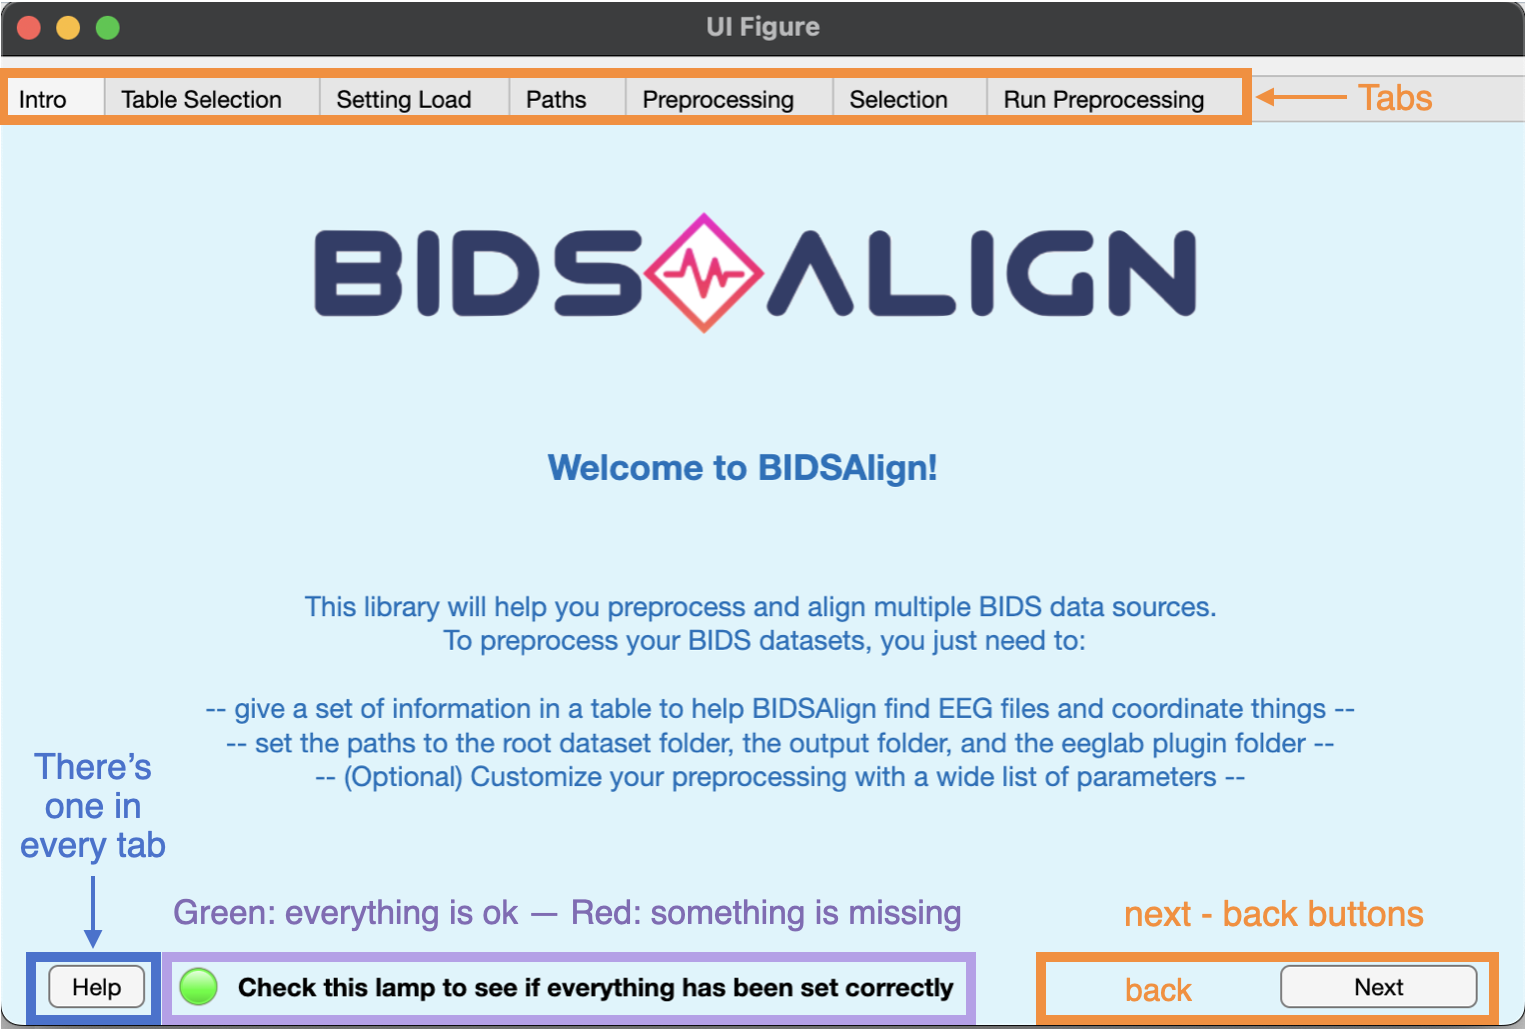 UI Figure
Intro Table Selection Setting Load Paths Preprocessing Selection Run Preprocessing
Tabs
BIDS ALIGN
Welcome to BIDSAlign!
This library will help you preprocess and align multiple BIDS data sources.
To preprocess your BIDS datasets, you just need to:
-- give a set of information in a table to help BIDSAlign find EEG files and coordinate things --
-- set the paths to the root dataset folder, the output folder, and the eeglab plugin folder --
-- (Optional) Customize your preprocessing with a wide list of parameters --
There's
one in
every tab
Green: everything is ok — Red: something is missing
next - back buttons
Help
Check this lamp to see if everything has been set correctly
back
Next